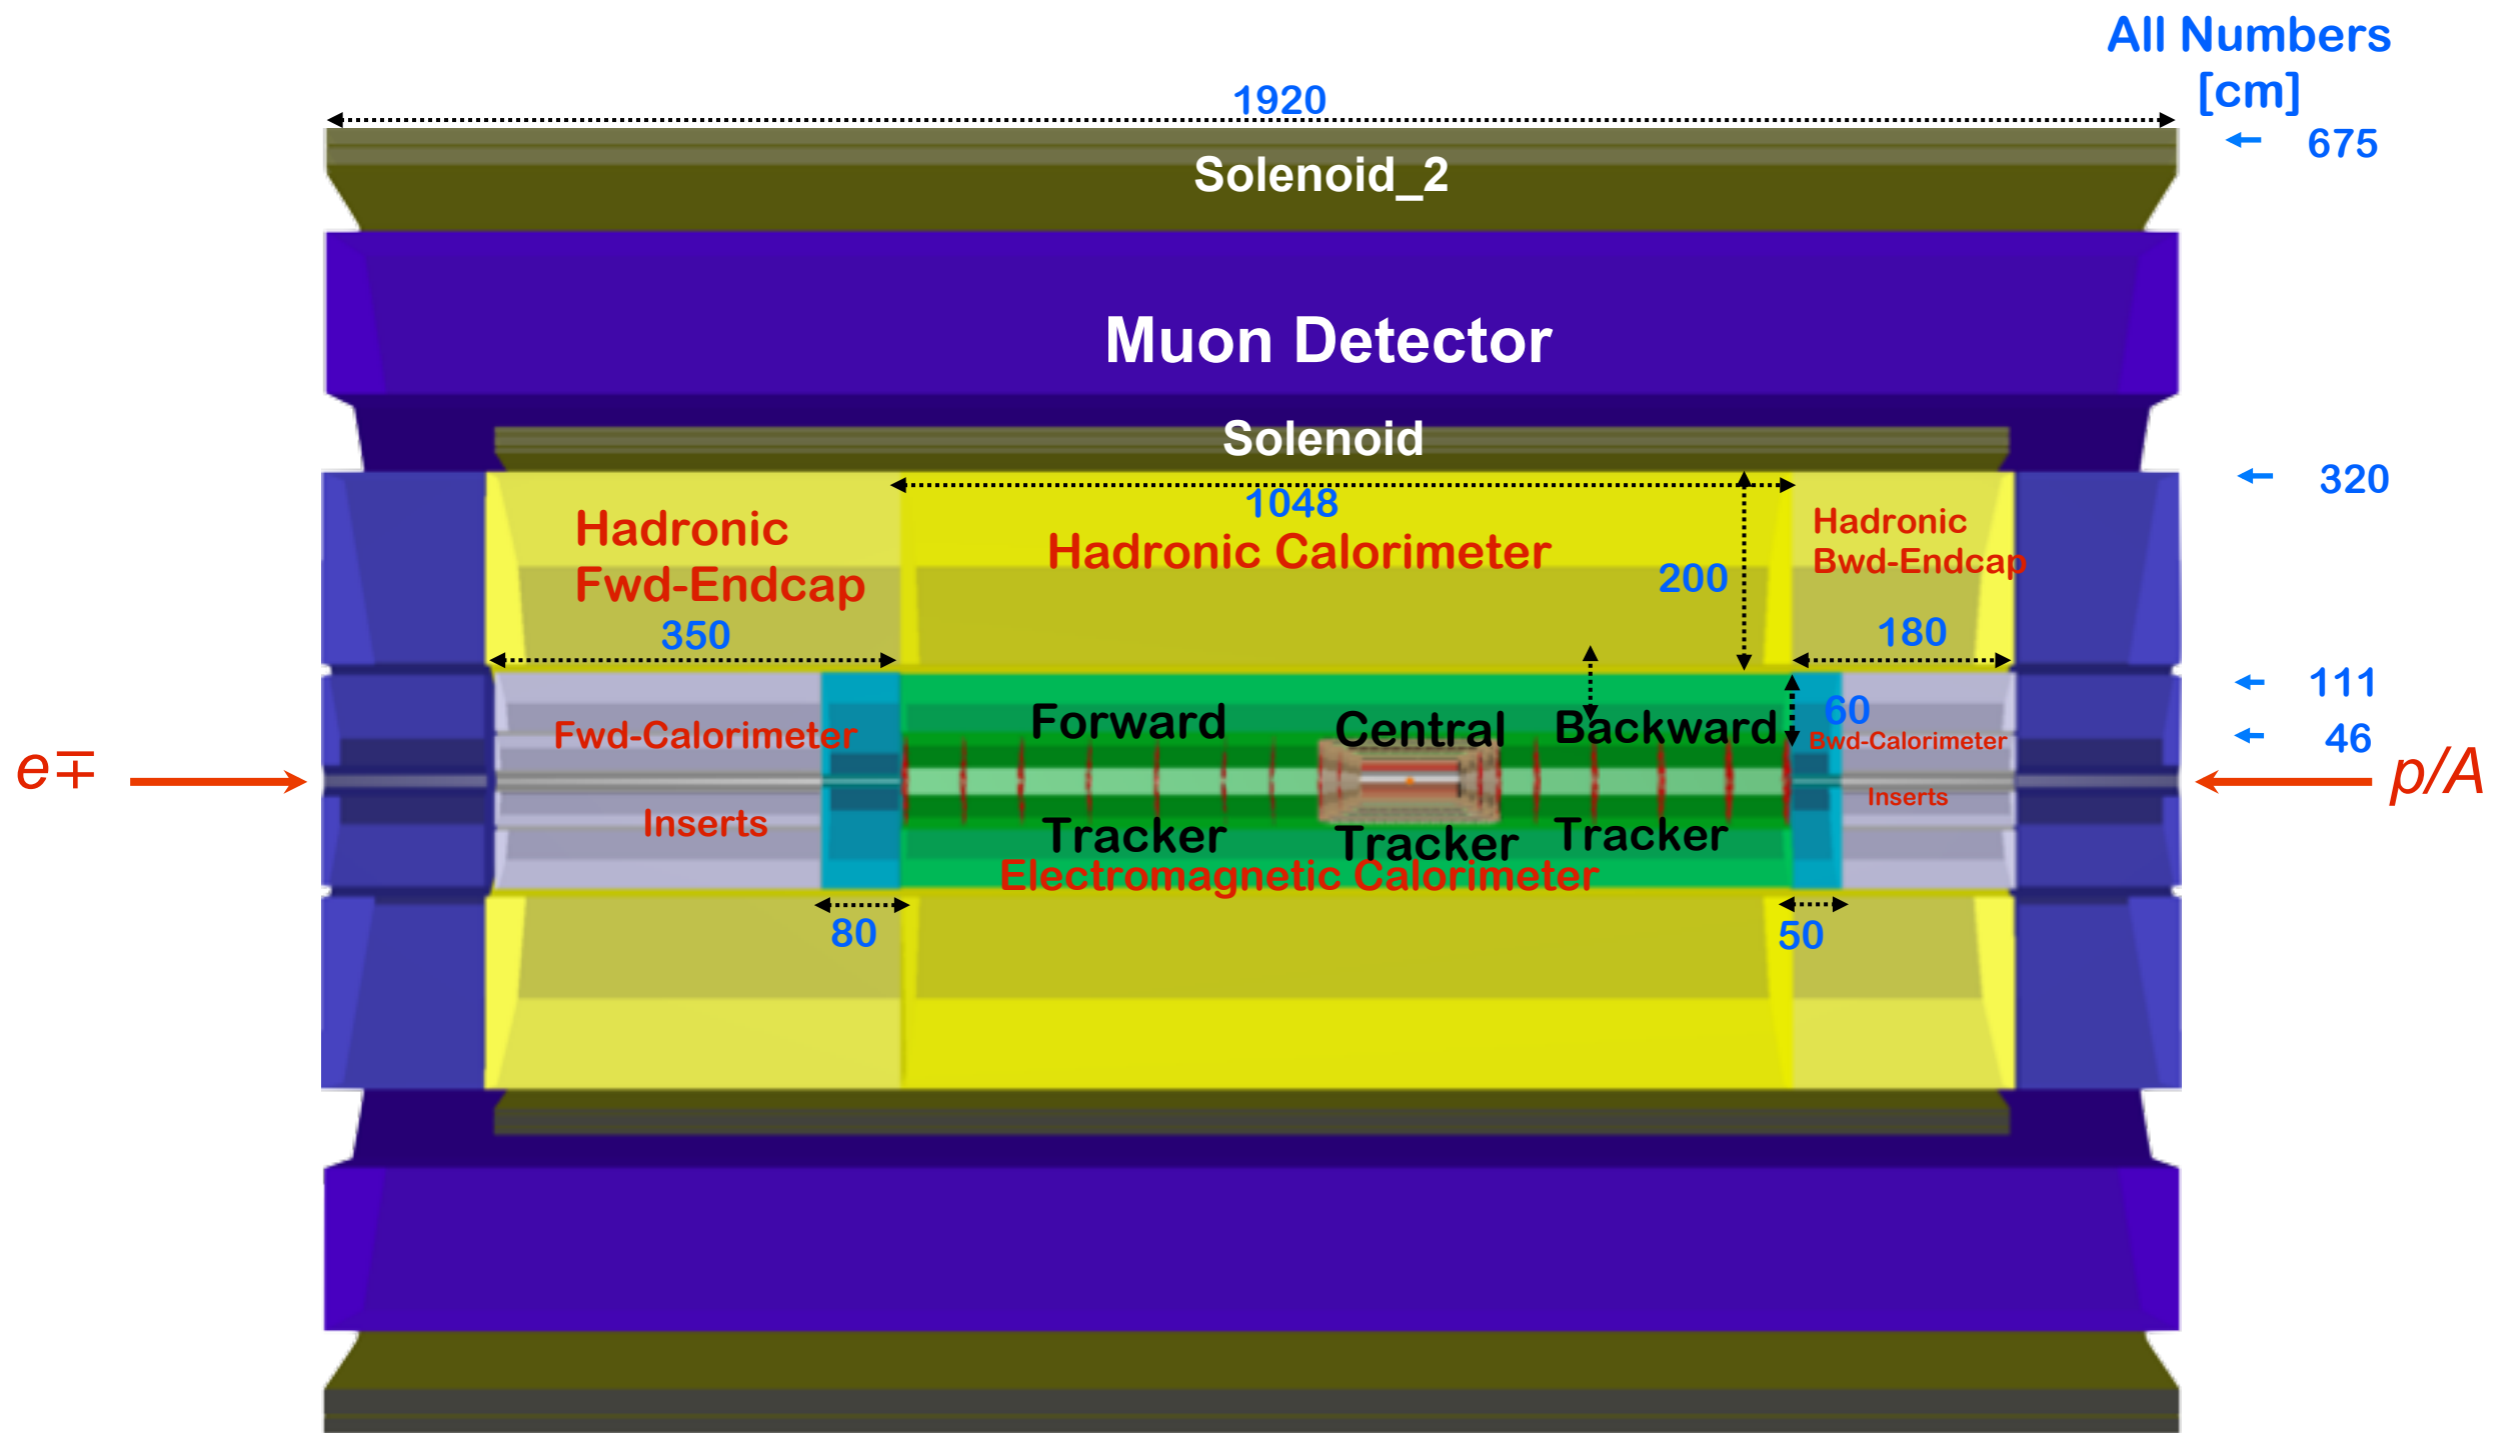 All Numbers
[cm]
1920
675
Solenoid_2
Muon Detector
Solenoid
320
1048
Hadronic
Fwd-Endcap
Hadronic Calorimeter
Hadronic
Bwd-Endcap
200
350
180
111
46
60
Fwd-Calorimeter
Forward
Central
Backward
Bwd-Calorimeter
e∓
p/A
Inserts
Inserts
Tracker
Tracker
Tracker
Electromagnetic Calorimeter
80
50